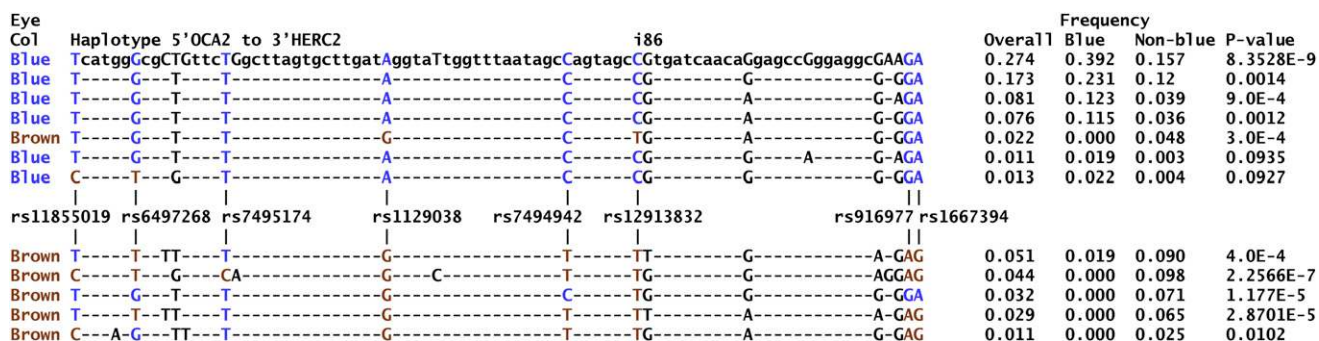 Eye Frequency
Col Haplotype 5'OCA2 to 3'HERC2 i86 Overall Blue Non-blue P-value
Blue TcatggGcgCTGttcTGgcttagtgcttgatAggtaTtggtttaatagcCagtagcCGtgatcaacaGgagccGggaggcGAAGA 0.274 0.392 0.157 8.3528E-9
Blue T-----G---T----T---------------A-----------------C------CG---------A------------G-GGA 0.173 0.231 0.12 0.0014
Blue T-----G---T----T---------------A-----------------C------CG---------A------------G-AGA 0.081 0.123 0.039 9.0E-4
Blue T-----G---T----T---------------A-----------------C------CG---------A------------G-GGA 0.076 0.115 0.036 0.0012
Brown T-----G---T----T---------------G-----------------C------TG---------A------------G-GGA 0.022 0.000 0.048 3.0E-4
Blue T-----G---T----T---------------A-----------------C------CG---------G-----A------G-AGA 0.011 0.019 0.003 0.0935
Blue C-----T---G----T---------------A-----------------C------CG---------G------------G-GGA 0.013 0.022 0.004 0.0927
rs11855019 rs6497268 rs7495174 rs1129038 rs7494942 rs12913832 rs916977 rs1667394
Brown T-----T--TT----T---------------G-----------------T------TT---------G------------A-GAG 0.051 0.019 0.090 4.0E-4
Brown C-----T---G----CA--------------G----C------------T------TG---------G------------AGGAG 0.044 0.000 0.098 2.2566E-7
Brown T-----G---T----T---------------G-----------------C------TG---------A------------G-GGA 0.032 0.000 0.071 1.177E-5
Brown T-----T--TT----T---------------G-----------------T------TT---------A------------A-GAG 0.029 0.000 0.065 2.8701E-5
Brown C---A-G---TT---T---------------G-----------------T------TG---------A------------G-GAG 0.011 0.000 0.025 0.0102